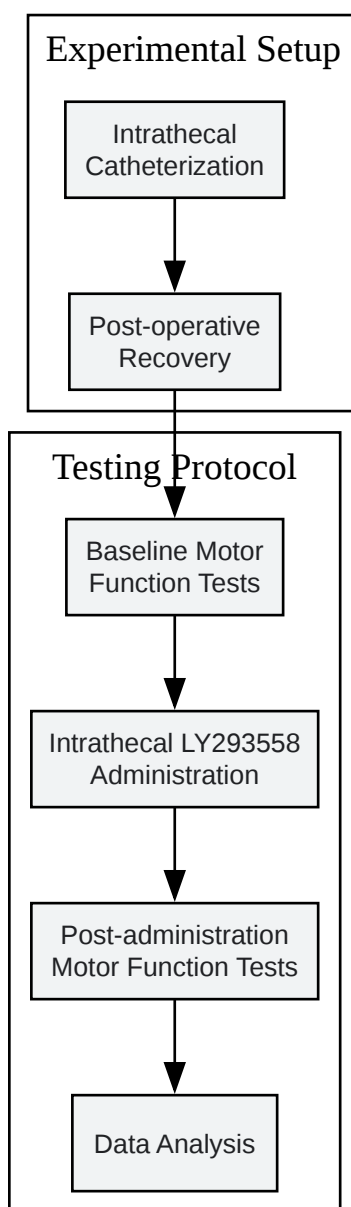 Experimental Setup
Intrathecal
Catheterization
Post-operative
Recovery
Testing Protocol
Baseline Motor
Function Tests
Intrathecal LY293558
Administration
Post-administration
Motor Function Tests
Data Analysis